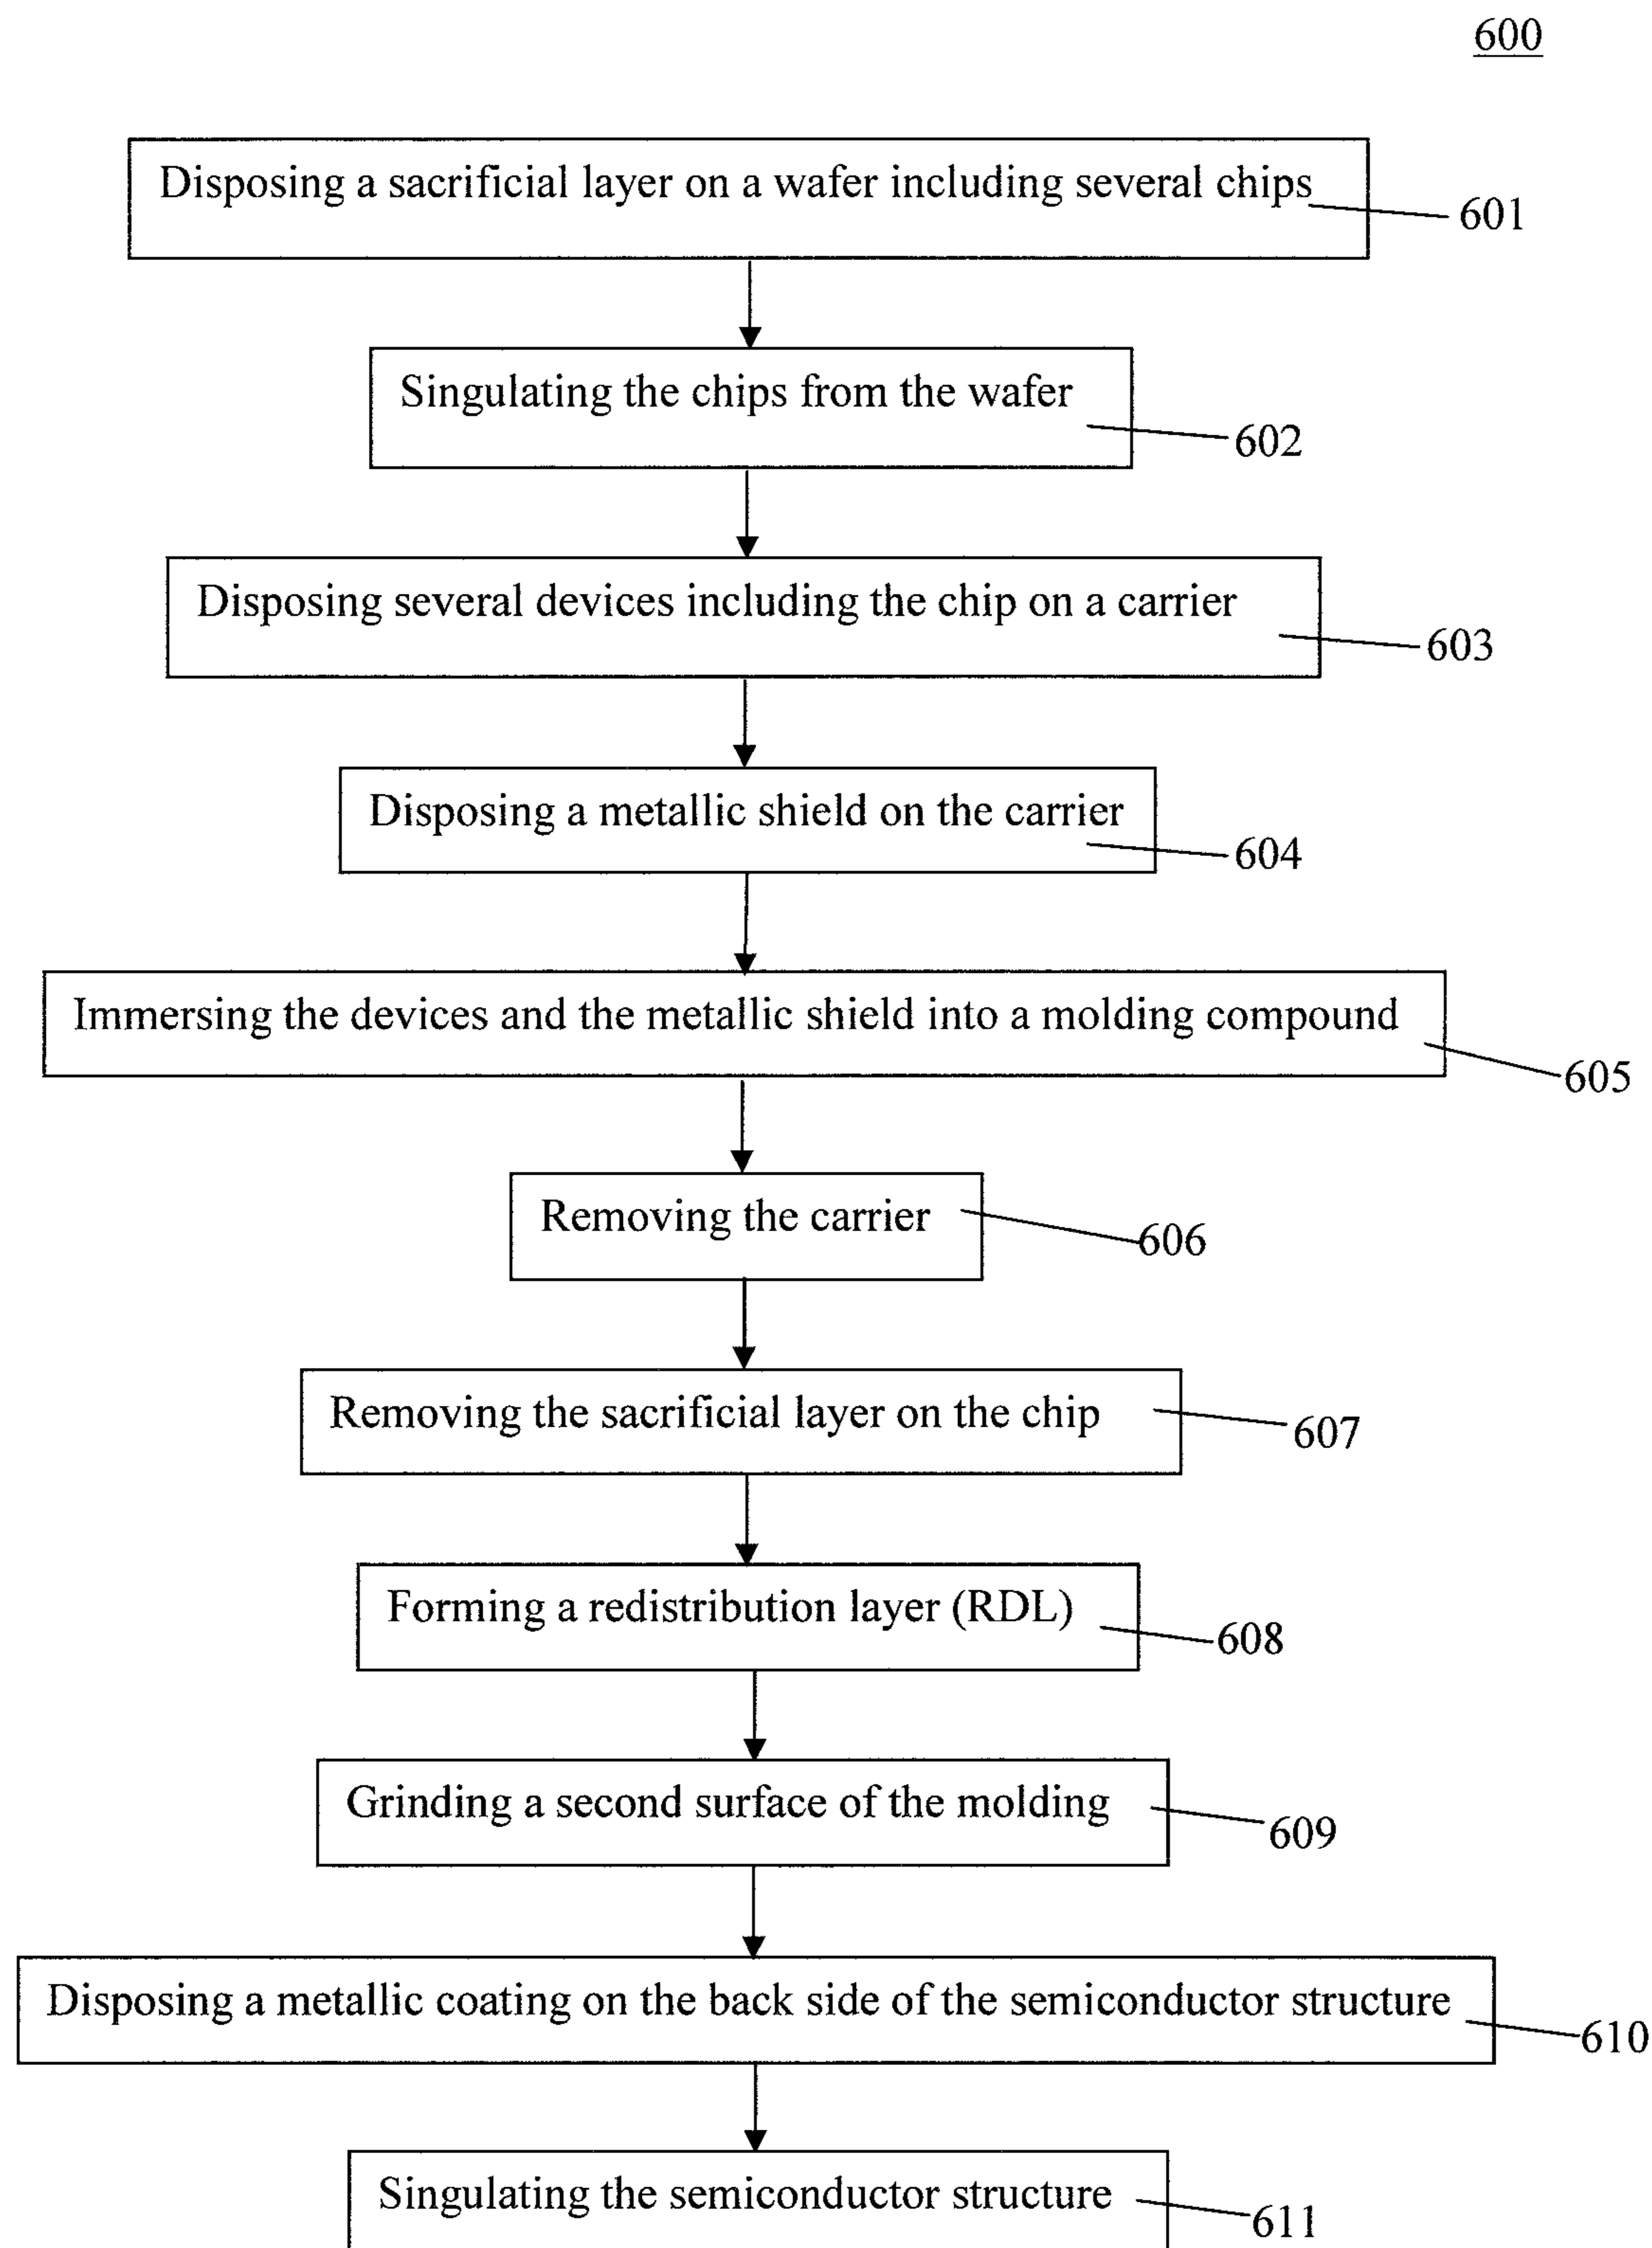 600
Disposing a sacrificial layer on a wafer including several chips
601
Singulating the chips from the wafer
602
Disposing several devices including the chip on a carrier
603
Disposing a metallic shield on the carrier
604
Immersing the devices and the metallic shield into a molding compound
605
Removing the carrier
606
Removing the sacrificial layer on the chip
607
Forming a redistribution layer (RDL)
608
Grinding a second surface of the molding
609
Disposing a metallic coating on the back side of the semiconductor structure
610
Singulating the semiconductor structure
611